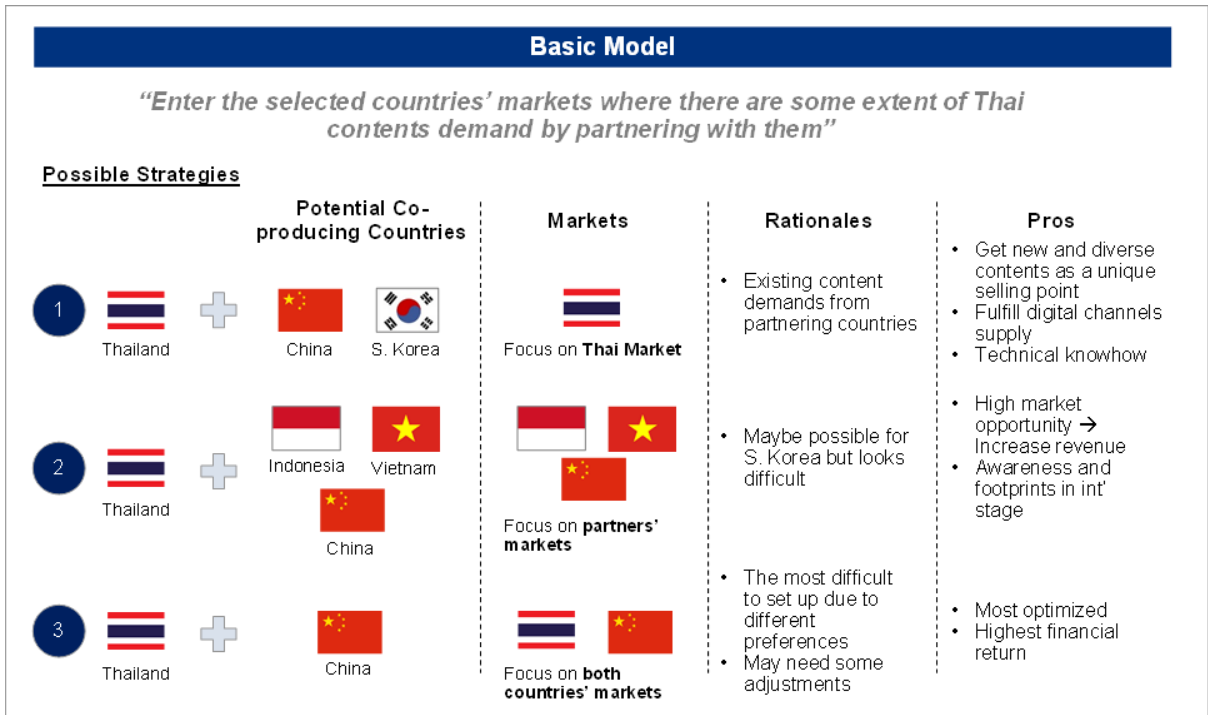 Basic Model
“Enter the selected countries’ markets where there are some extent of Thai
contents demand by partnering with them”
Possible Strategies
Potential Co-
producing Countries
Markets
Rationales
Pros
1
Thailand
China
S. Korea
Focus on Thai Market
• Existing content
demands from
partnering countries
• Get new and diverse
contents as a unique
selling point
• Fulfill digital channels
supply
• Technical knowhow
2
Thailand
Indonesia
Vietnam
China
Focus on partners’
markets
• Maybe possible for
S. Korea but looks
difficult
• High market
opportunity →
Increase revenue
• Awareness and
footprints in int’
stage
3
Thailand
China
Focus on both
countries’ markets
• The most difficult
to set up due to
different
preferences
• May need some
adjustments
• Most optimized
• Highest financial
return